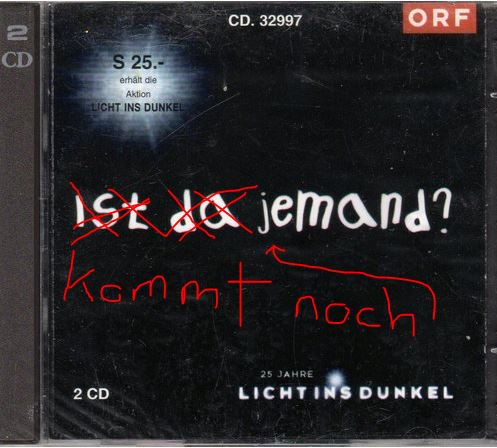 2
CD
CD. 32997
ORF
S 25.-
erhält die
Aktion
LICHT INS DUNKEL
ist da jemand?
kommt noch
2 CD
25 JAHRE
LICHT INS DUNKEL